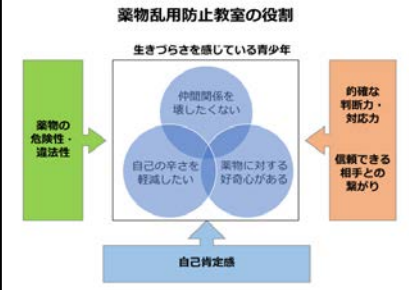 薬物乱用防止教室の役割
生きづらさを感じている青少年
薬物の
危険性・
違法性
仲間関係を
壊したくない
自己の辛さを
軽減したい
薬物に対する
好奇心がある
的確な
判断力・
対応力
信頼できる
相手との
繋がり
自己肯定感